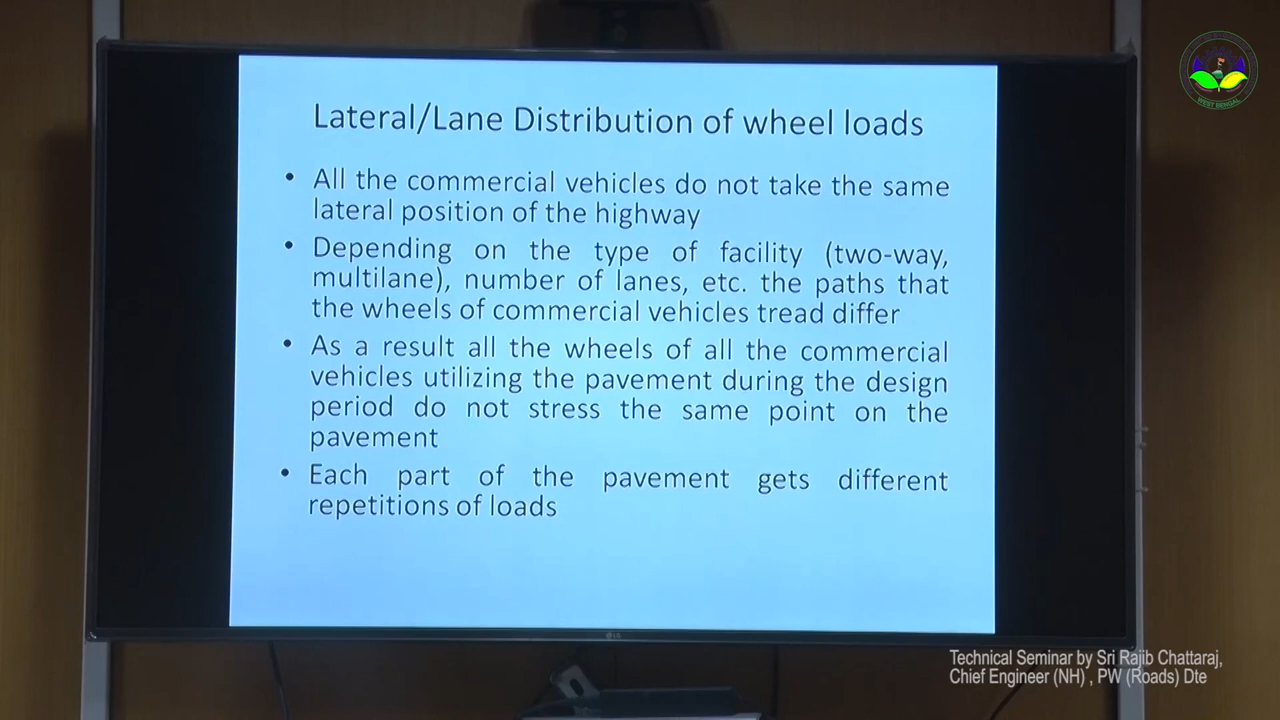 Lateral/Lane Distribution of wheel loads
• All the commercial vehicles do not take the same
lateral position of the highway
• Depending on the type of facility (two-way,
multilane), number of lanes, etc. the paths that
the wheels of commercial vehicles tread differ
• As a result all the wheels of all the commercial
vehicles utilizing the pavement during the design
period do not stress the same point on the
pavement
• Each part of the pavement gets different
repetitions of loads
LG
WEST BENGAL
Technical Seminar by Sri Rajib Chattaraj,
Chief Engineer (NH) , PW (Roads) Dte